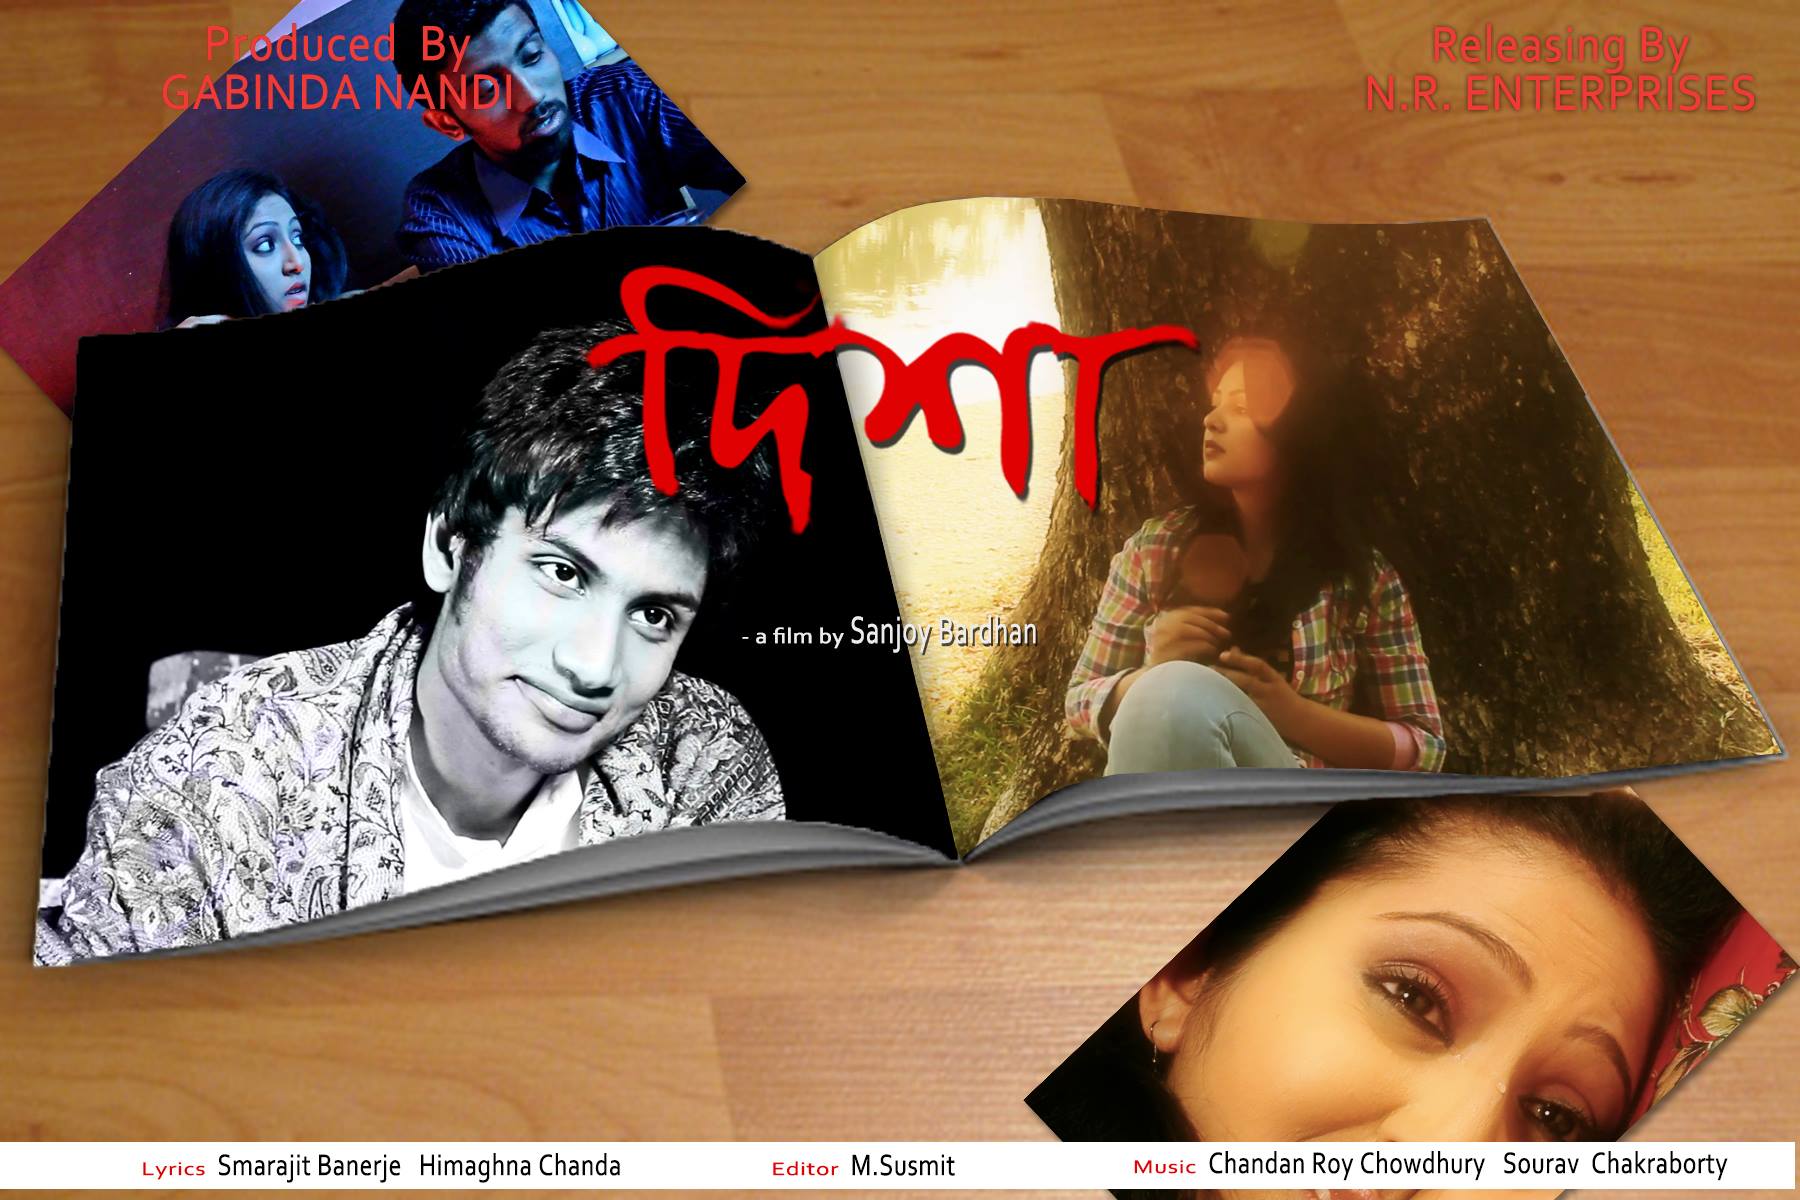 Produced By
GABINDA NANDI
Releasing By
N.R. ENTERPRISES
দিশা
- a film by Sanjoy Bardhan
Lyrics Smarajit Banerje Himaghna Chanda
Editor M.Susmit
Music Chandan Roy Chowdhury Sourav Chakraborty